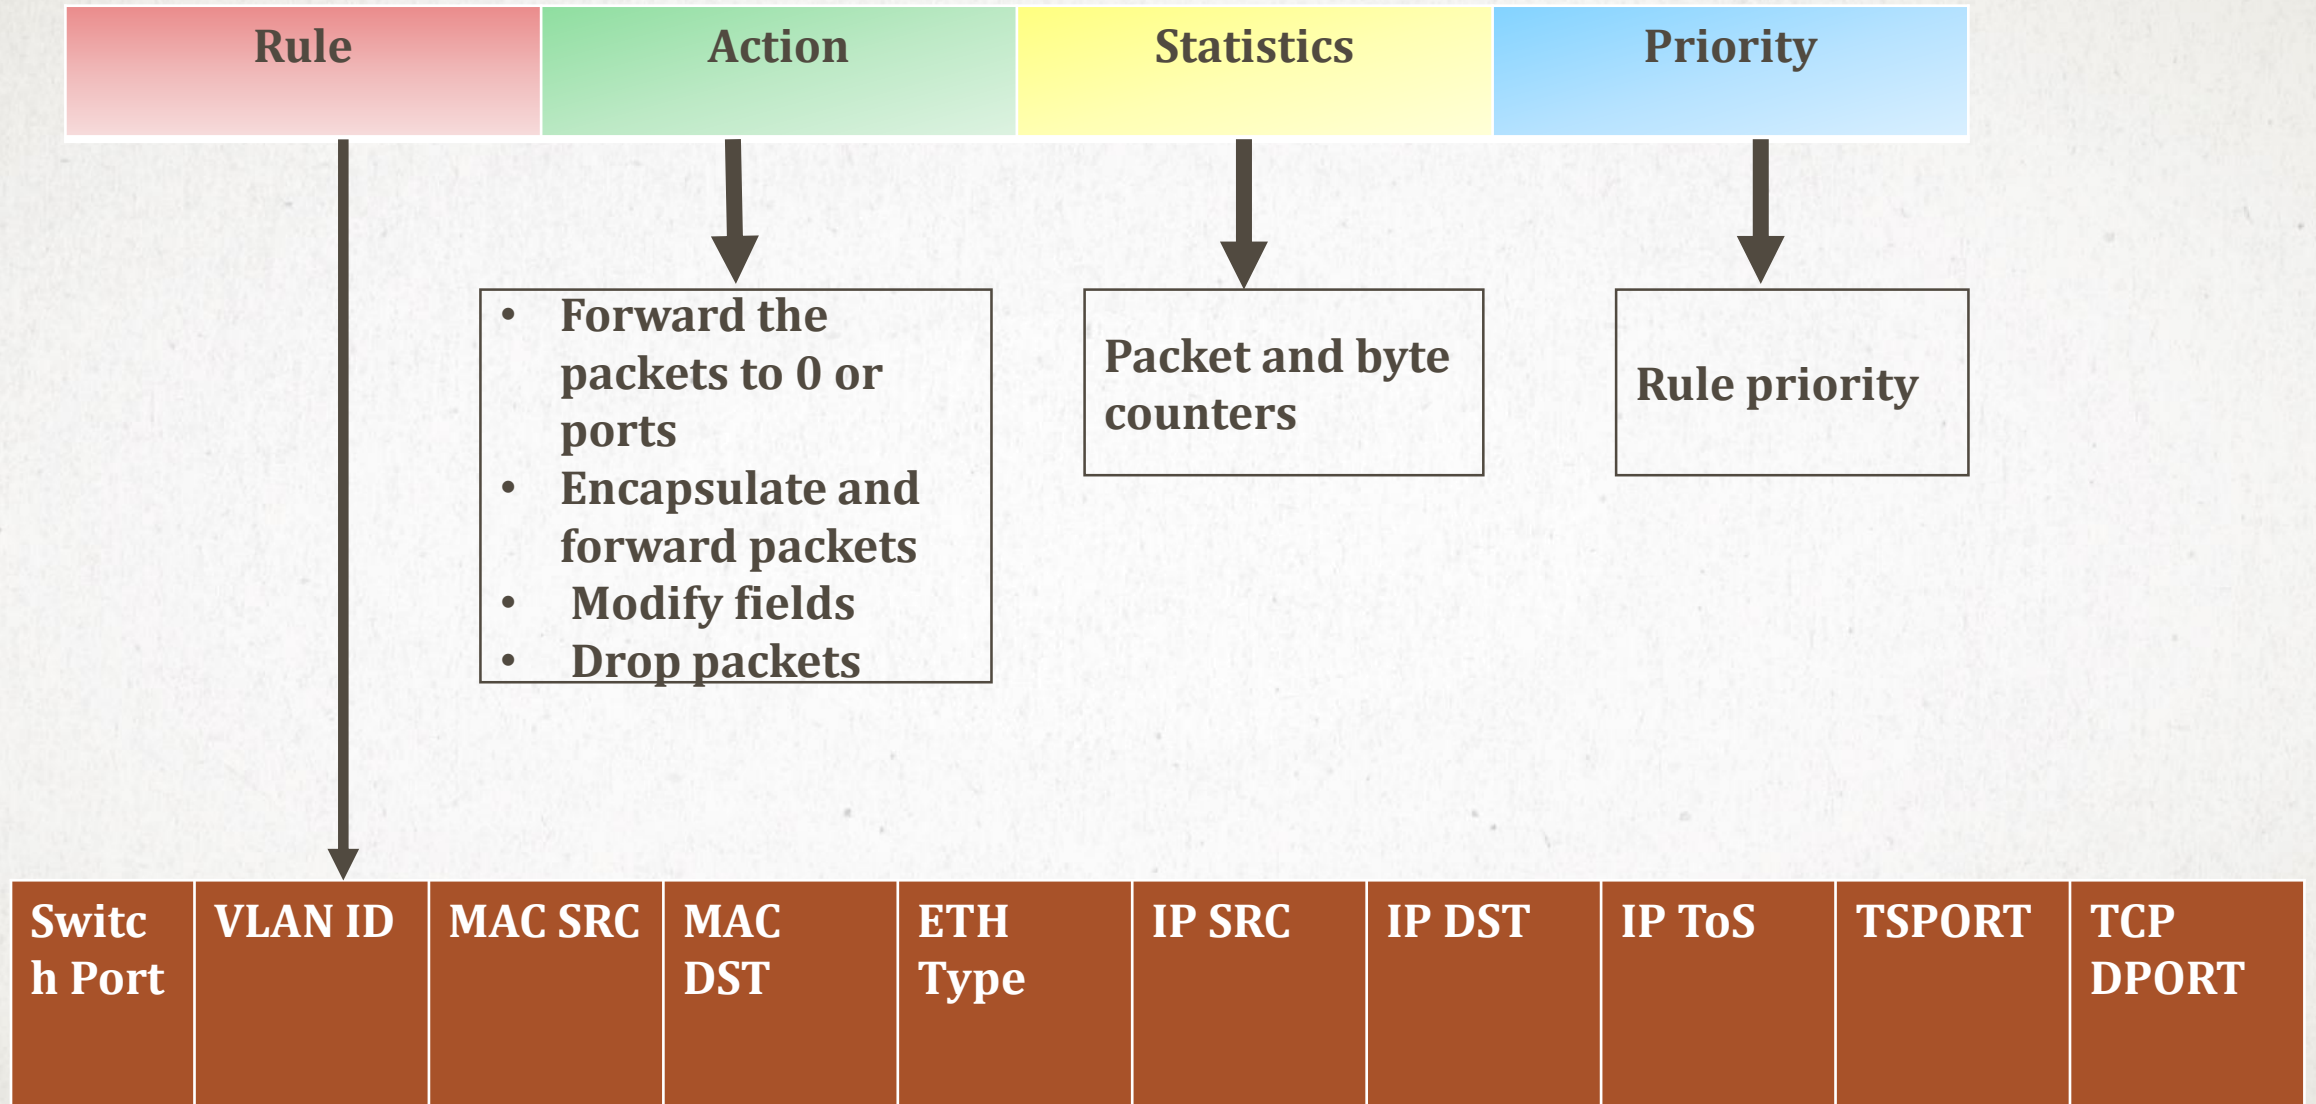 Rule
Action
Statistics
Priority
• Forward the
packets to 0 or
ports
• Encapsulate and
forward packets
• Modify fields
• Drop packets
Packet and byte
counters
Rule priority
Switc
h Port
VLAN ID
MAC SRC
MAC
DST
ETH
Type
IP SRC
IP DST
IP ToS
TSPORT
TCP
DPORT